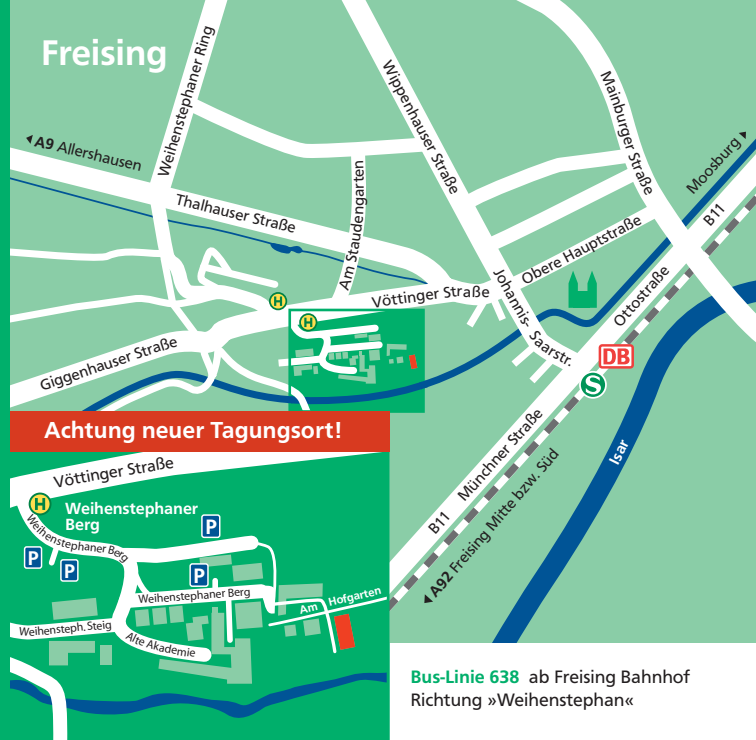 Freising
Weihenstephaner Ring
Wippenhauser Straße
Mainburger Straße
A9 Allershausen
Moosburg
B11
Thalhauser Straße
Am Staudengarten
Obere Hauptstraße
Vöttinger Straße
Johannis-
Saarstr.
Ottostraße
H
H
DB
S
Giggenhauser Straße
Münchner Straße
B11
A92 Freising Mitte bzw. Süd
Isar
Achtung neuer Tagungsort!
Vöttinger Straße
H
Weihenstephaner
Berg
P
P
P
P
Weihenstephaner Berg
Weihenstephaner Berg
Am Hofgarten
Weihensteph. Steig
Alte Akademie
Bus-Linie 638 ab Freising Bahnhof
Richtung »Weihenstephan«